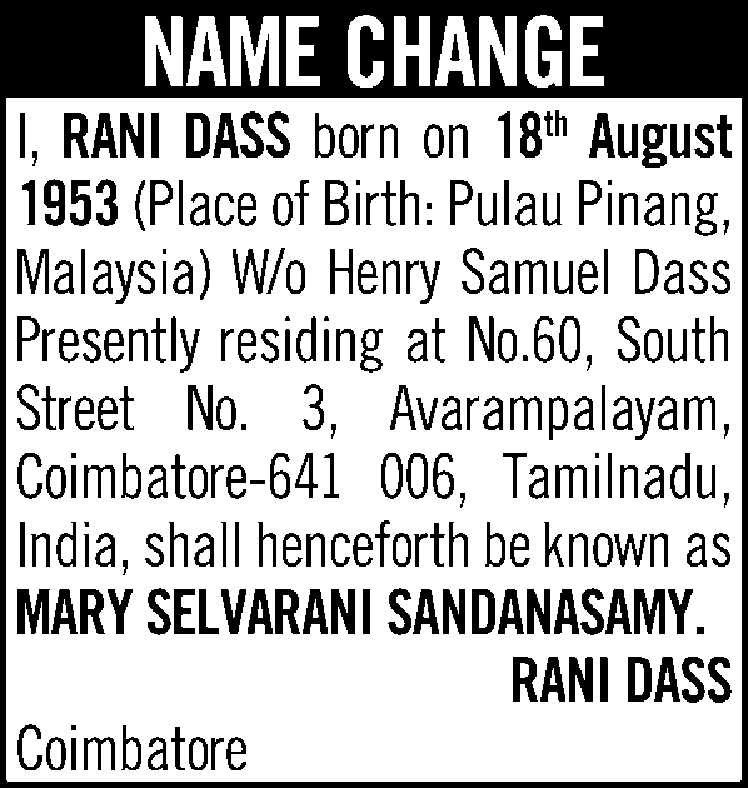 NAME CHANGE
I, RANI DASS born on 18th August
1953 (Place of Birth: Pulau Pinang,
Malaysia) W/o Henry Samuel Dass
Presently residing at No.60, South
Street No. 3, Avarampalayam,
Coimbatore-641 006, Tamilnadu,
India, shall henceforth be known as
MARY SELVARANI SANDANASAMY.
RANI DASS
Coimbatore